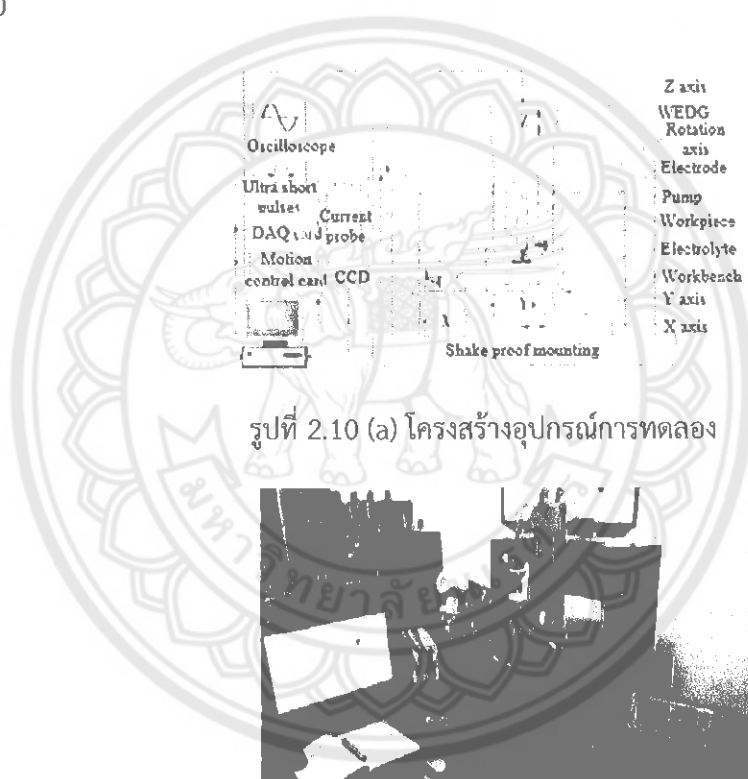 Z axis
WEDG
Rotation
axis
Electrode
Pump
Workpiece
Electrolyte
Workbench
Y axis
X axis
Oscilloscope
Ultra short
pulses
Current
probe
DAQ card
Motion
control card
CCD
Shake proof mounting
รูปที่ 2.10 (a) โครงสร้างอุปกรณ์การทดลอง